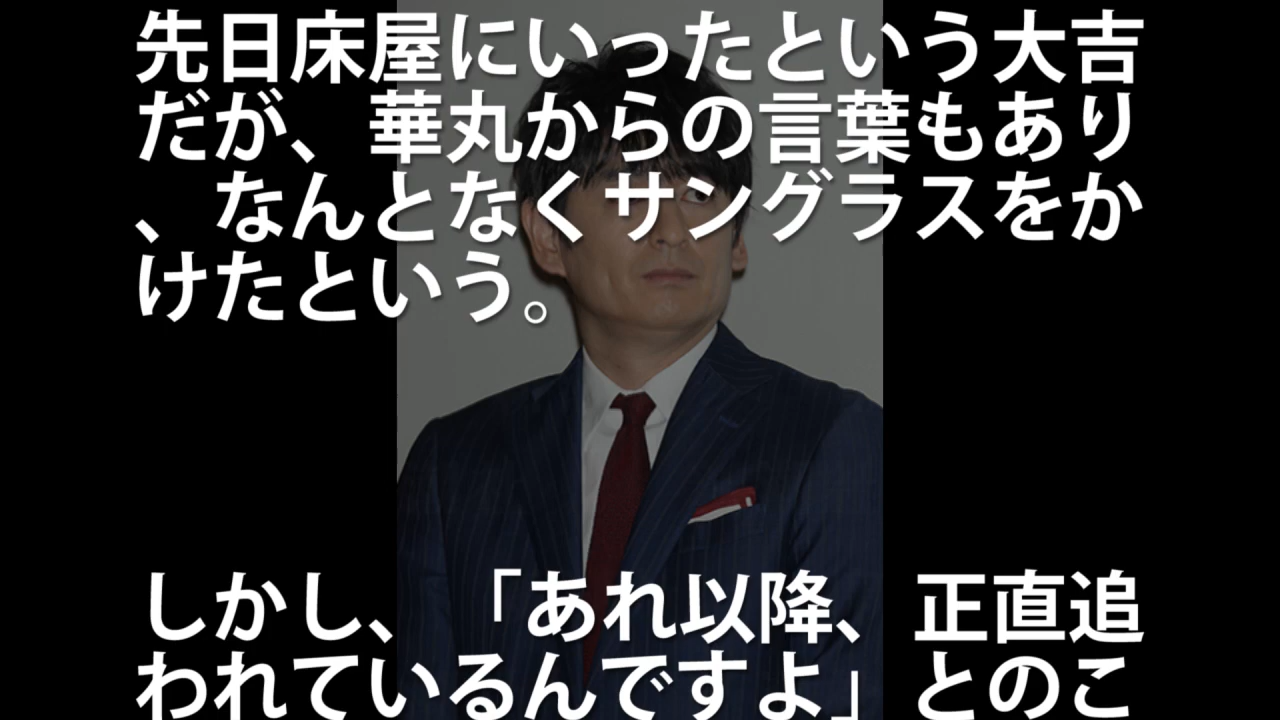 先日床屋にいったという大吉
だが、華丸からの言葉もあり
、なんとなくサングラスをか
けたという。
しかし、「あれ以降、正直追
われているんですよ」とのこ